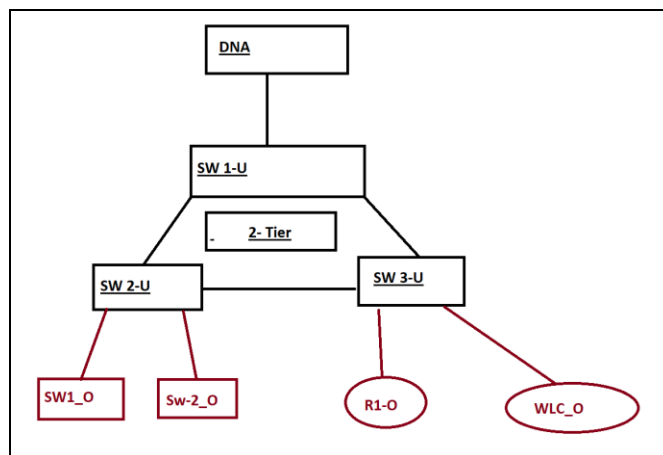 DNA
SW 1-U
- 2- Tier
SW 2-U
SW 3-U
SW1_O
Sw-2_O
R1-O
WLC_O